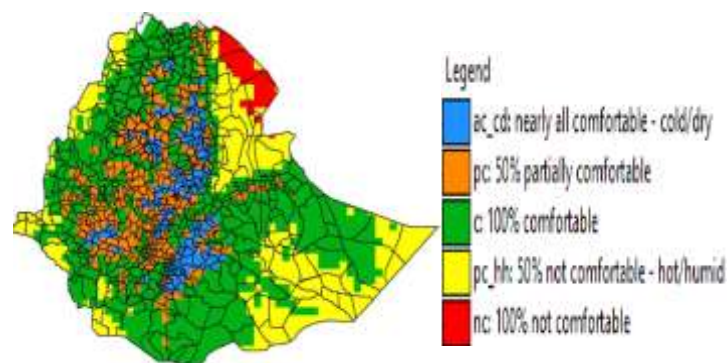 Legend
ac_cd: nearly all comfortable - cold/dry
pc: 50% partially comfortable
c: 100% comfortable
pc_hh: 50% not comfortable - hot/humid
nc: 100% not comfortable